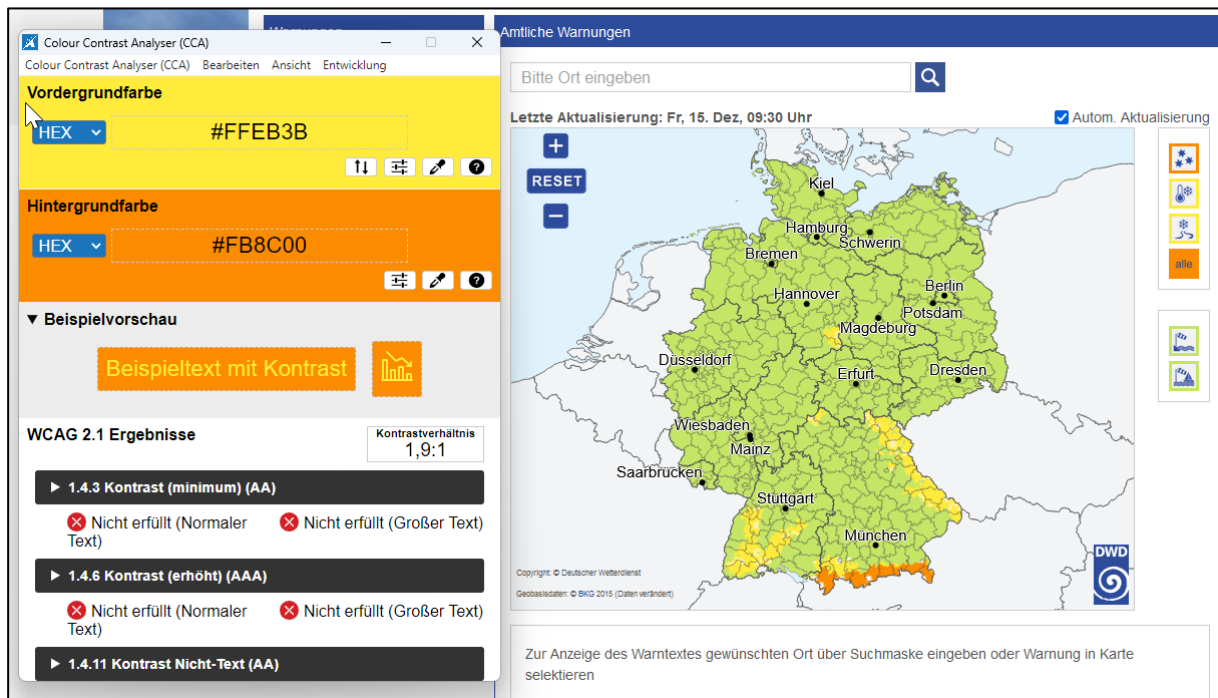 Warnungen
Amtliche Warnungen
Colour Contrast Analyser (CCA)
Colour Contrast Analyser (CCA) Bearbeiten Ansicht Entwicklung
Vordergrundfarbe
HEX
#FFEB3B
Hintergrundfarbe
HEX
#FB8C00
▼ Beispielvorschau
Beispieltext mit Kontrast
WCAG 2.1 Ergebnisse
Kontrastverhältnis
1,9:1
1.4.3 Kontrast (minimum) (AA)
Nicht erfüllt (Normaler
Text)
Nicht erfüllt (Großer Text)
1.4.6 Kontrast (erhöht) (AAA)
Nicht erfüllt (Normaler
Text)
Nicht erfüllt (Großer Text)
1.4.11 Kontrast Nicht-Text (AA)
Bitte Ort eingeben
Letzte Aktualisierung: Fr, 15. Dez, 09:30 Uhr
Autom. Aktualisierung
+
RESET
−
Kiel
Hamburg
Schwerin
Bremen
Berlin
Hannover
Potsdam
Magdeburg
Düsseldorf
Erfurt
Dresden
Wiesbaden
Mainz
Saarbrücken
Stuttgart
München
alle
DWD
Copyright: © Deutscher Wetterdienst
Geobasisdaten: © BKG 2015 (Daten verändert)
Zur Anzeige des Warntextes gewünschten Ort über Suchmaske eingeben oder Warnung in Karte
selektieren